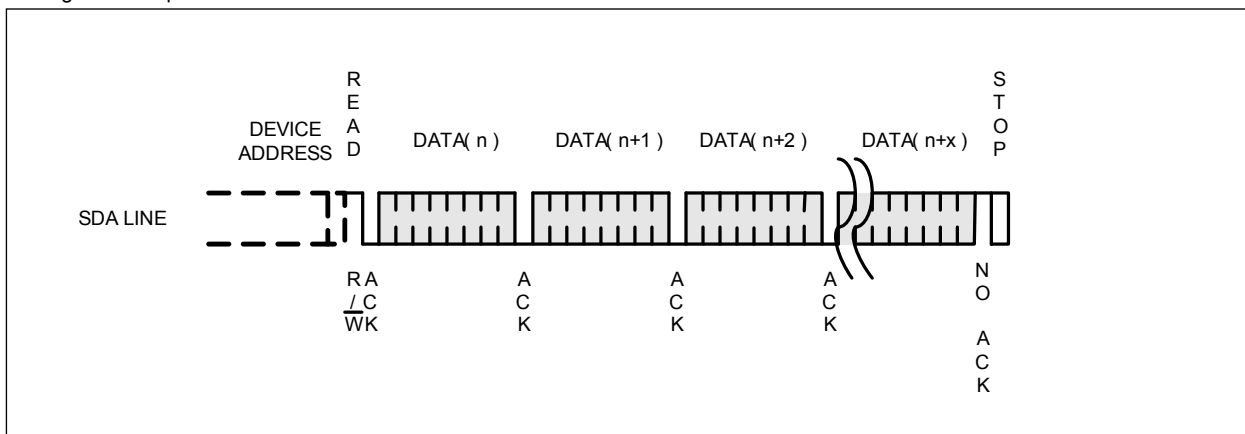 READ
STOP
DEVICE
ADDRESS
DATA( n )
DATA( n+1 )
DATA( n+2 )
DATA( n+x )
SDA LINE
R/W
ACK
ACK
ACK
ACK
NO ACK